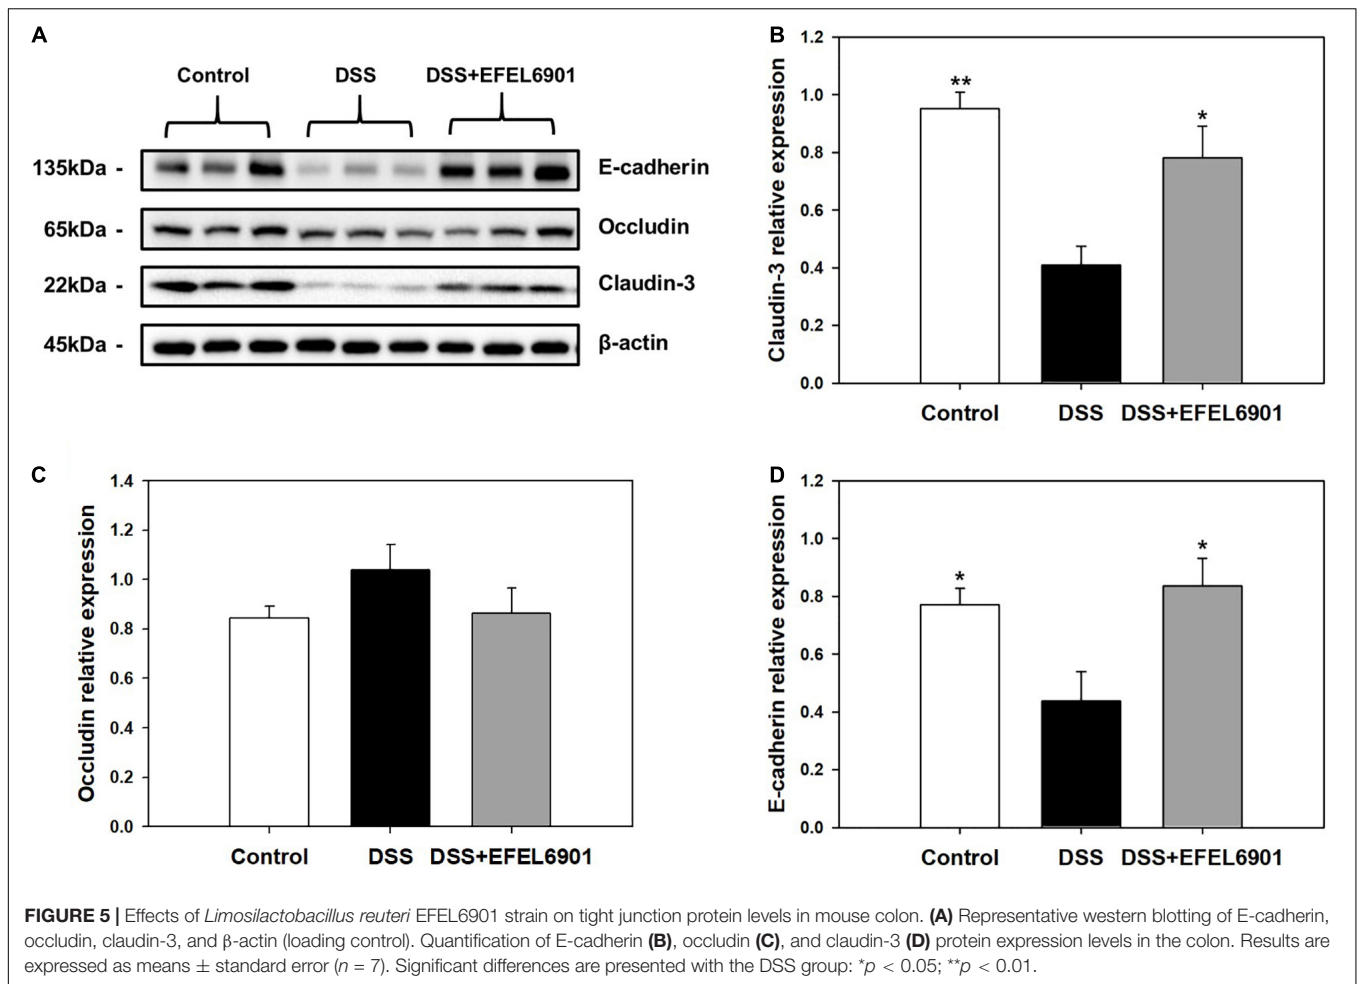 A
Control DSS DSS+EFEL6901
135kDa - E-cadherin
65kDa - Occludin
22kDa - Claudin-3
45kDa - β-actin
B
Claudin-3 relative expression
1.2
1.0
0.8
0.6
0.4
0.2
0.0
**
*
Control DSS DSS+EFEL6901
C
Occludin relative expression
1.4
1.2
1.0
0.8
0.6
0.4
0.2
0.0
Control DSS DSS+EFEL6901
D
E-cadherin relative expression
1.2
1.0
0.8
0.6
0.4
0.2
0.0
*
*
Control DSS DSS+EFEL6901
FIGURE 5 | Effects of Limosilactobacillus reuteri EFEL6901 strain on tight junction protein levels in mouse colon. (A) Representative western blotting of E-cadherin,
occludin, claudin-3, and β-actin (loading control). Quantification of E-cadherin (B), occludin (C), and claudin-3 (D) protein expression levels in the colon. Results are
expressed as means ± standard error (n = 7). Significant differences are presented with the DSS group: *p < 0.05; **p < 0.01.